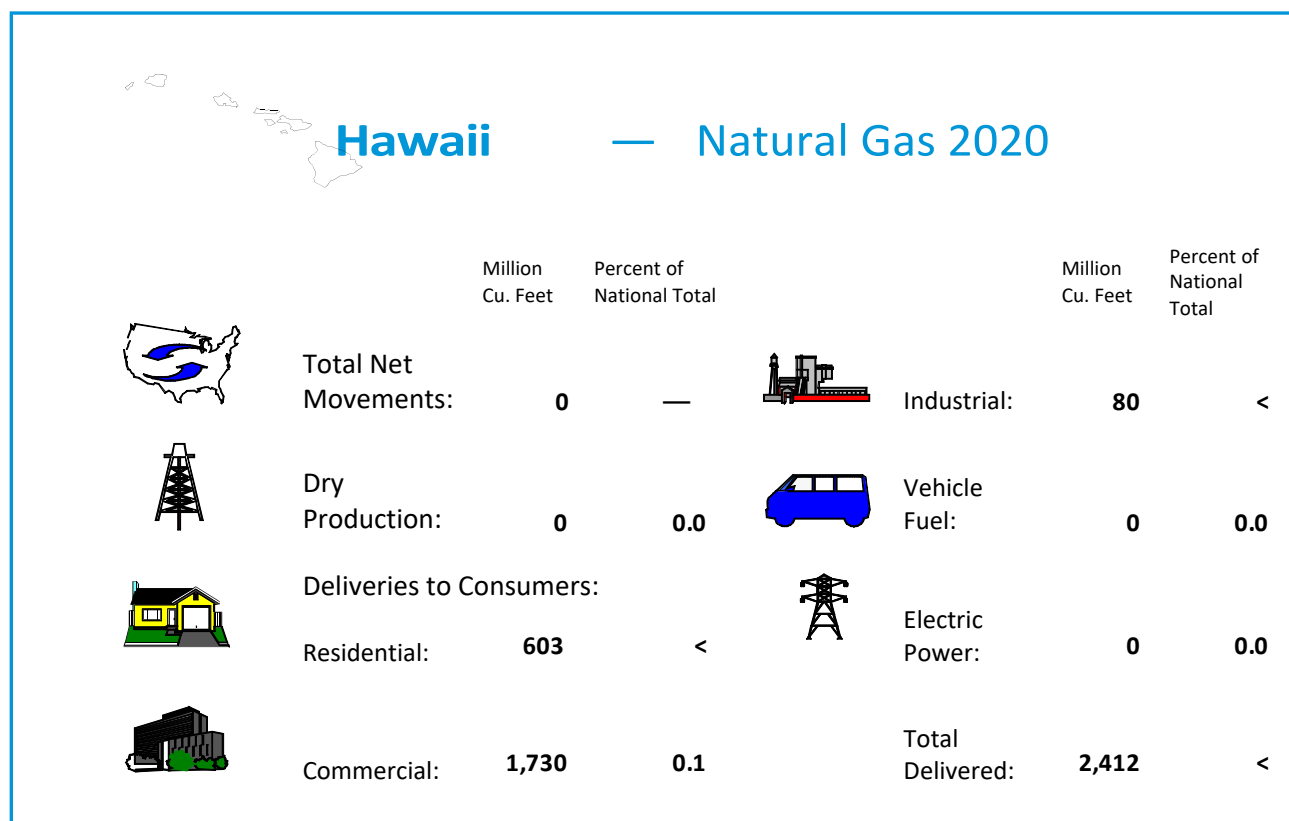 Hawaii — Natural Gas 2020
Million
Cu. Feet
Percent of
National Total
Million
Cu. Feet
Percent of
National
Total
Total Net
Movements: 0 —
Industrial: 80 <
Dry
Production: 0 0.0
Vehicle
Fuel: 0 0.0
Deliveries to Consumers:
Residential: 603 <
Electric
Power: 0 0.0
Commercial: 1,730 0.1
Total
Delivered: 2,412 <